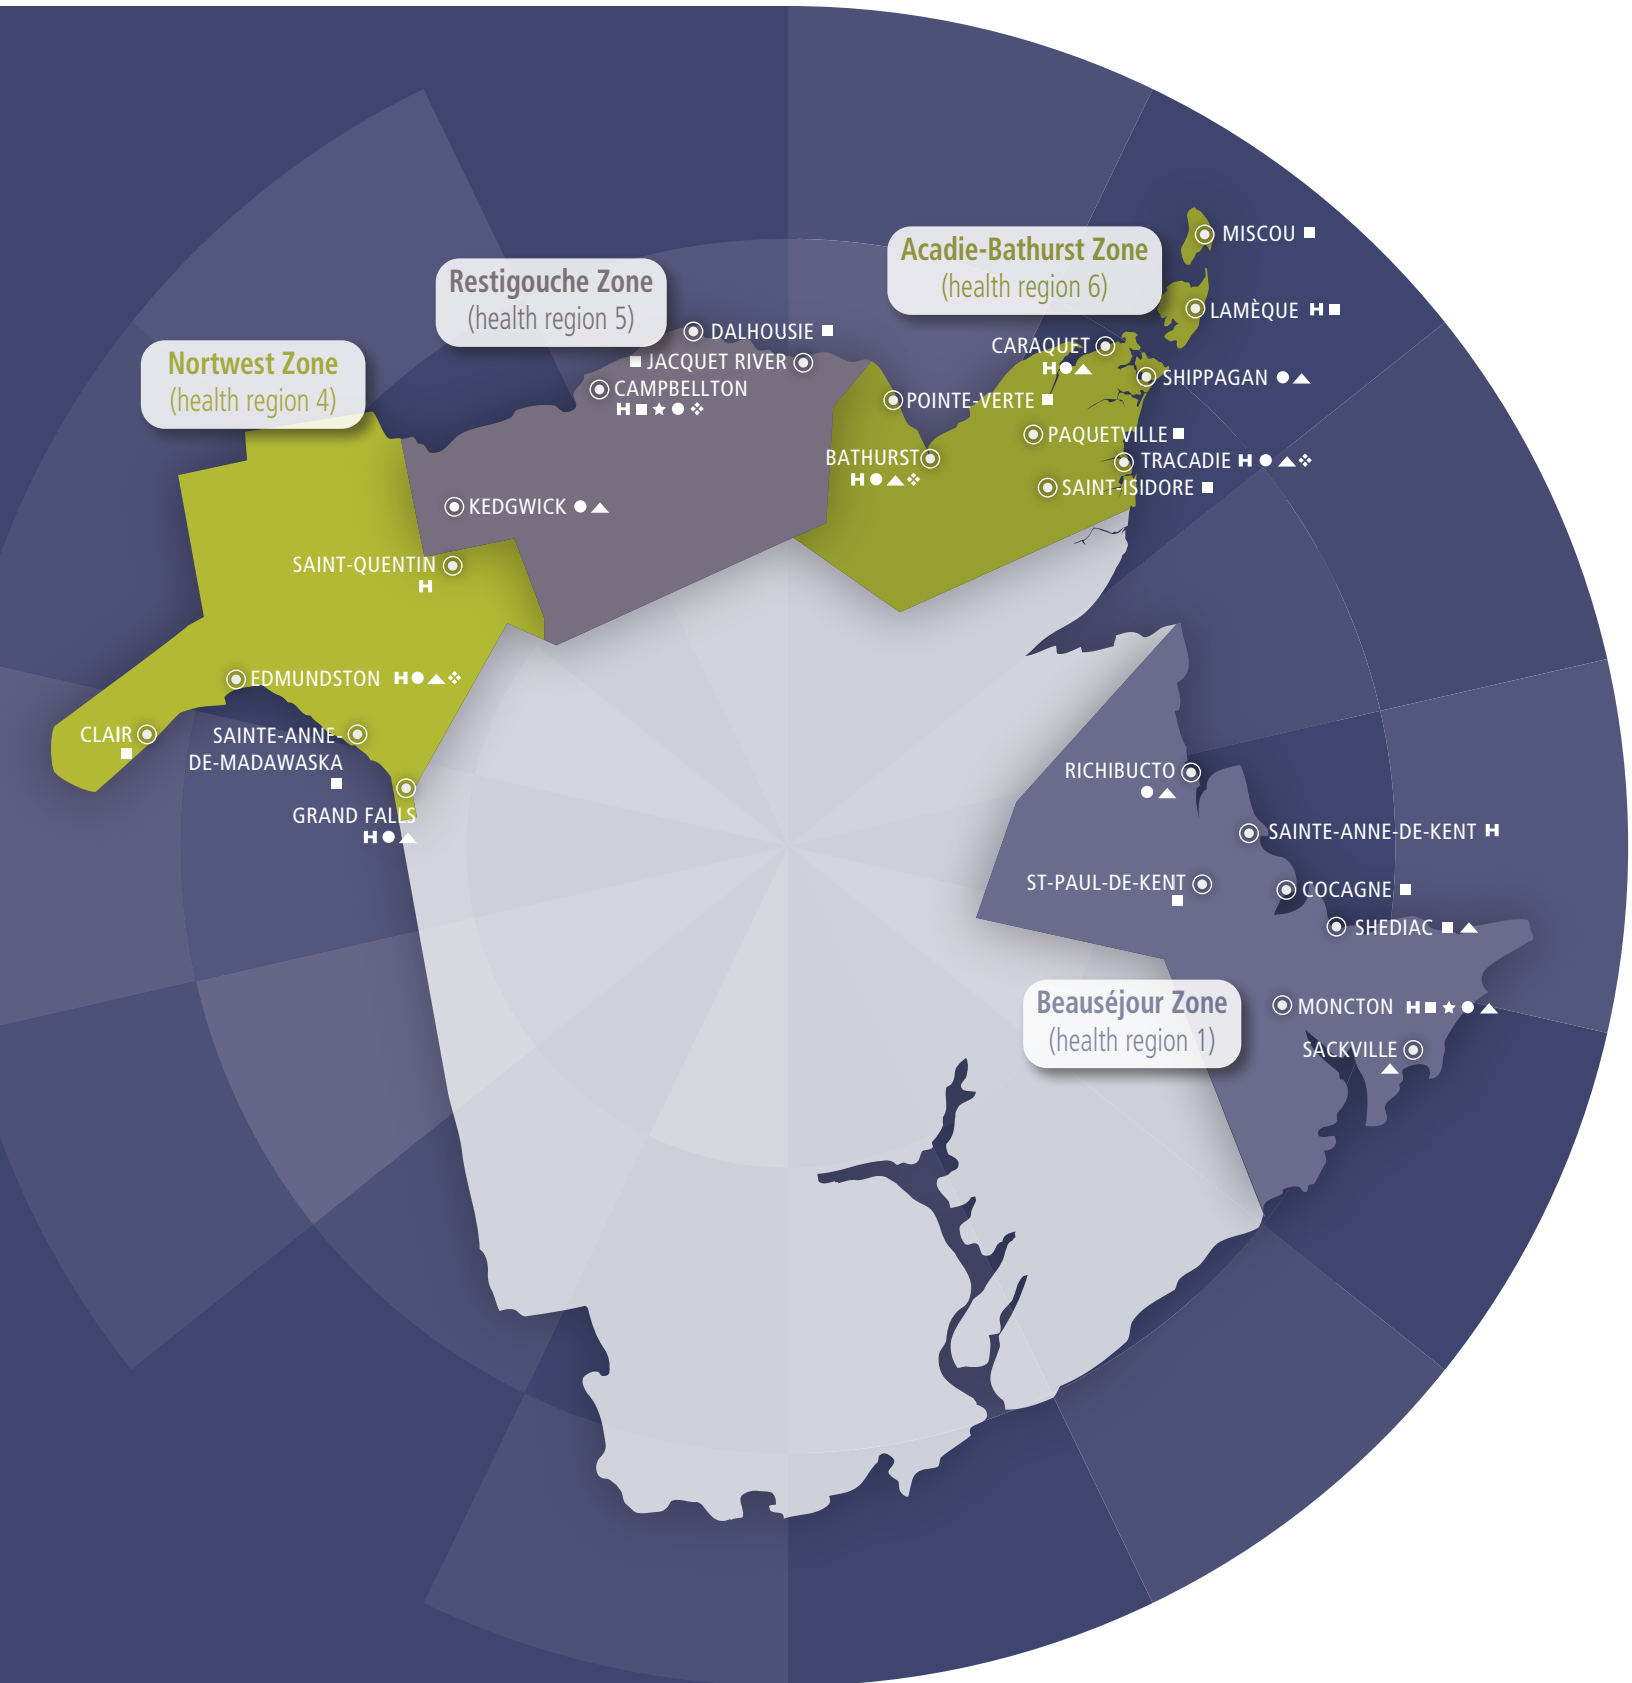 Acadie-Bathurst Zone
(health region 6)
MISCOU ■
Restigouche Zone
(health region 5)
LAMÈQUE H ■
DALHOUSIE ■
CARAQUET
H ● ▲
Nortwest Zone
(health region 4)
■ JACQUET RIVER
SHIPPAGAN ● ▲
CAMPBELLTON
H ■ ★ ● ❖
POINTE-VERTE ■
PAQUETVILLE ■
BATHURST
H ● ▲ ❖
TRACADIE H ● ▲ ❖
SAINT-ISIDORE ■
KEDGWICK ● ▲
SAINT-QUENTIN
H
EDMUNDSTON H ● ▲ ❖
CLAIR
■
SAINTE-ANNE-
DE-MADAWASKA
■
GRAND FALLS
H ● ▲
RICHIBUCTO
● ▲
SAINTE-ANNE-DE-KENT H
ST-PAUL-DE-KENT
■
COCAGNE ■
SHEDIAC ■ ▲
Beauséjour Zone
(health region 1)
MONCTON H ■ ★ ● ▲
SACKVILLE
▲